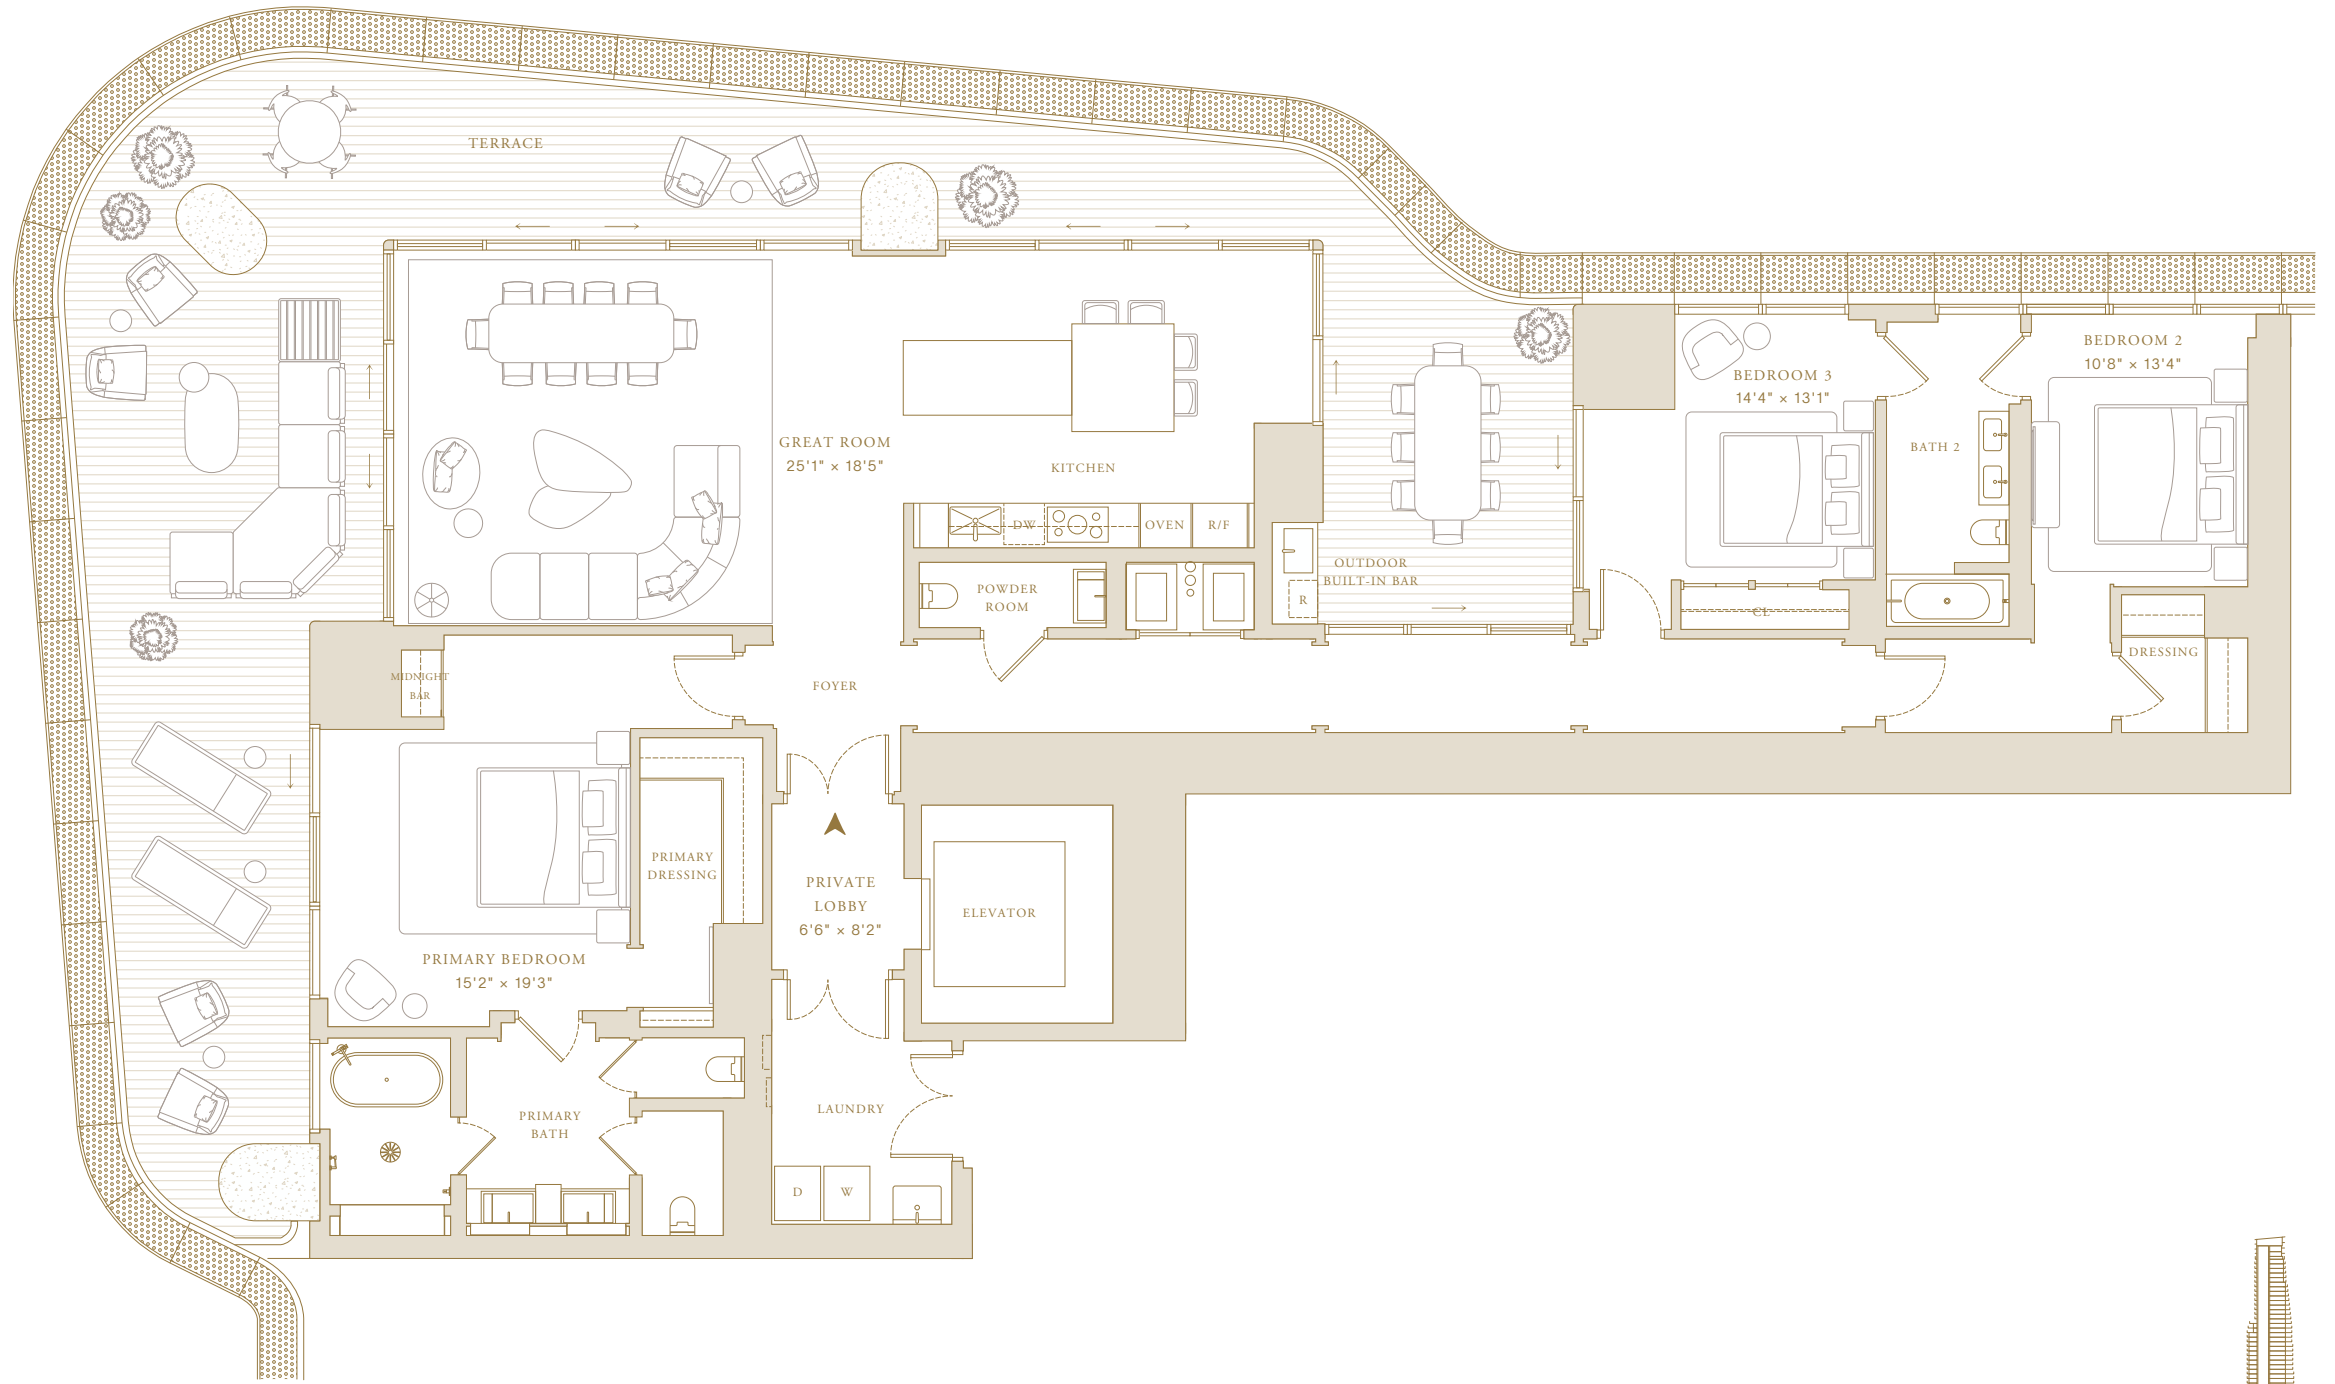 TERRACE
BEDROOM 2
10'8" × 13'4"
BEDROOM 3
14'4" × 13'1"
GREAT ROOM
25'1" × 18'5"
KITCHEN
BATH 2
DW
OVEN
R/F
OUTDOOR
BUILT-IN BAR
R
POWDER
ROOM
CL
DRESSING
MIDNIGHT
BAR
FOYER
PRIMARY
DRESSING
PRIVATE
LOBBY
6'6" × 8'2"
ELEVATOR
PRIMARY BEDROOM
15'2" × 19'3"
PRIMARY
BATH
LAUNDRY
D
W